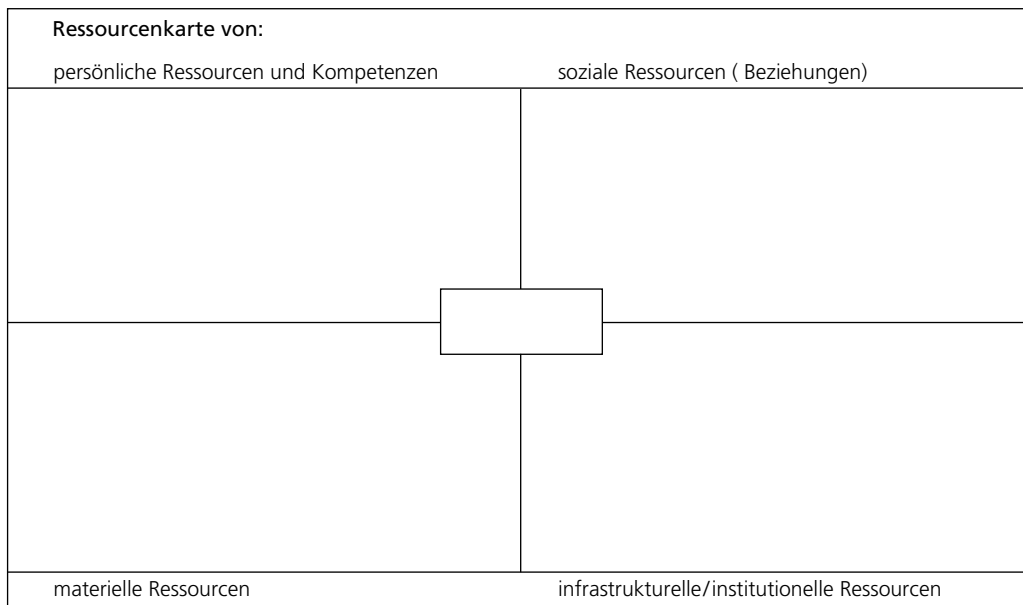 Ressourcenkarte von:
persönliche Ressourcen und Kompetenzen
soziale Ressourcen ( Beziehungen)
materielle Ressourcen
infrastrukturelle/institutionelle Ressourcen